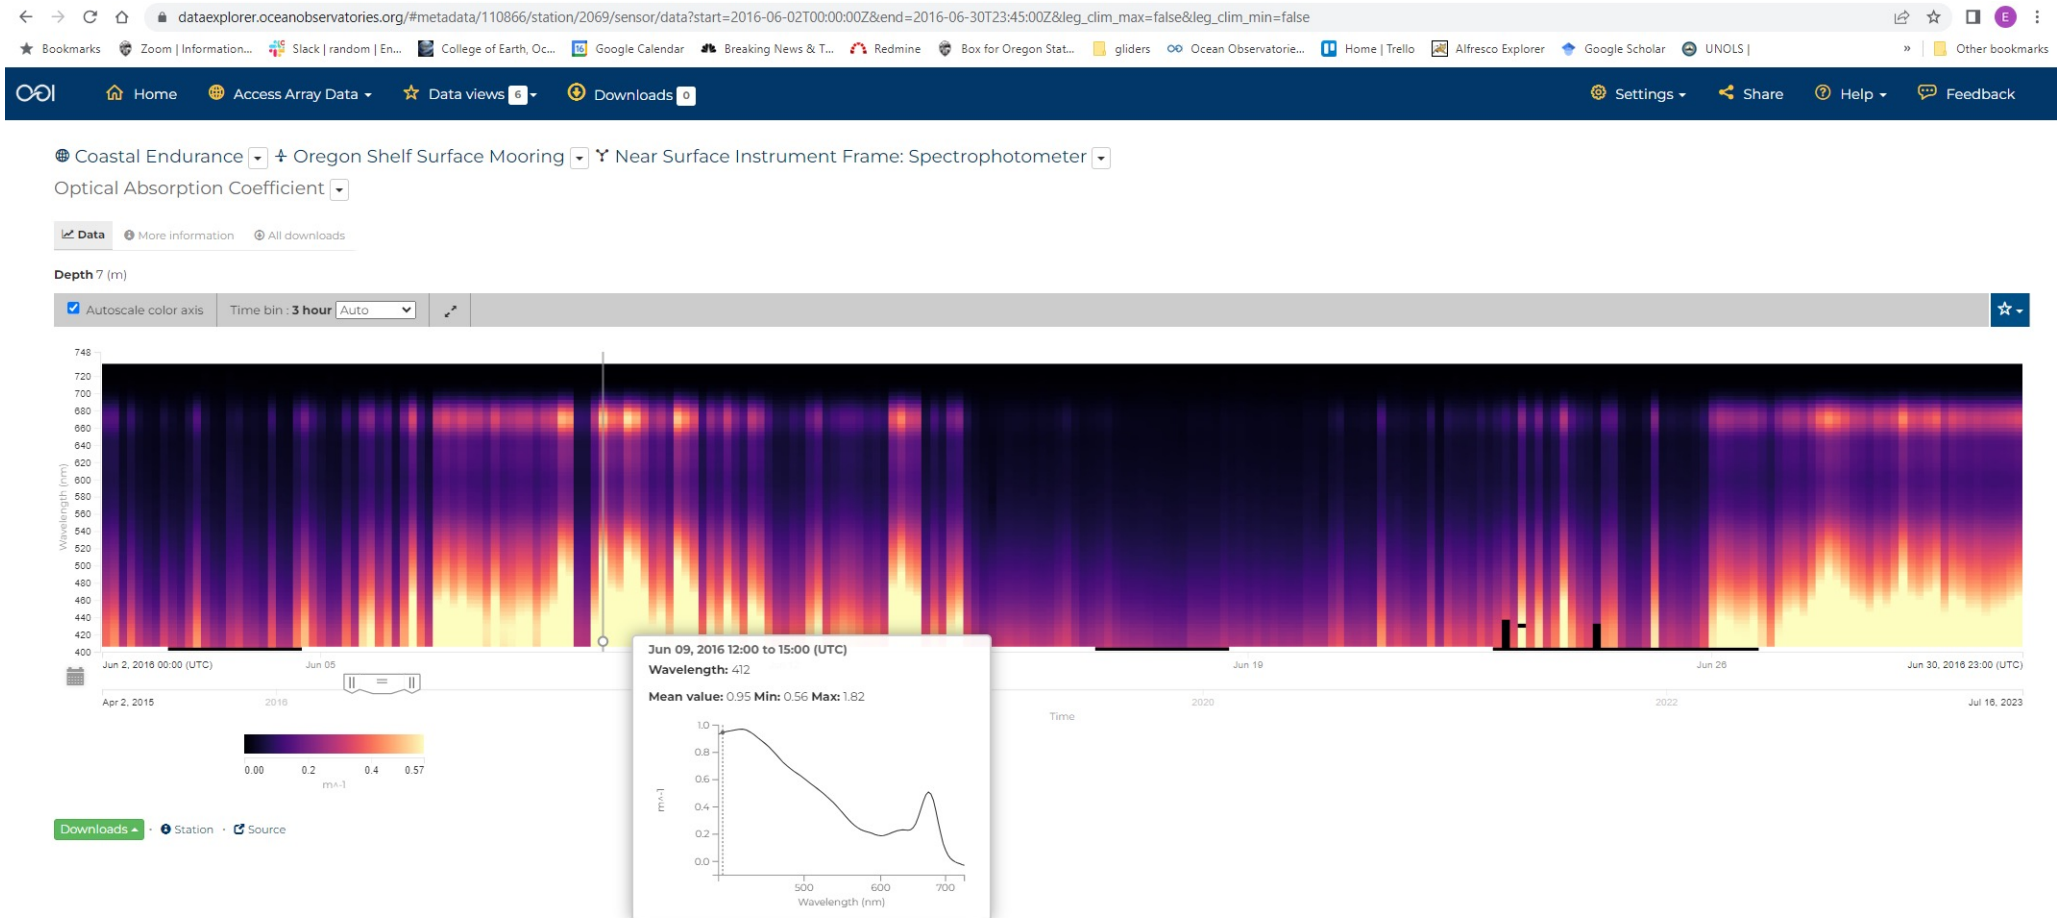 dataexplorer.oceanobservatories.org/#metadata/110866/station/2069/sensor/data?start=2016-06-02T00:00:00Z&end=2016-06-30T23:45:00Z&leg_clim_max=false&leg_clim_min=false E
Bookmarks Zoom | Information... Slack | random | En... College of Earth, Oc... 16 Google Calendar Breaking News & T... Redmine Box for Oregon Stat... gliders Ocean Observatorie... Home | Trello Alfresco Explorer Google Scholar UNOLS | » Other bookmarks
OOI Home Access Array Data Data views 6 Downloads 0 Settings Share Help Feedback
Coastal Endurance Oregon Shelf Surface Mooring Near Surface Instrument Frame: Spectrophotometer
Optical Absorption Coefficient
Data More information All downloads
Depth 7 (m)
Autoscale color axis Time bin : 3 hour Auto
748
720
700
680
660
640
620
600
580
560
540
520
500
480
460
440
420
400
Wavelength (nm)
Jun 2, 2016 00:00 (UTC) Jun 05 Jun 19 Jun 26 Jun 30, 2016 23:00 (UTC)
Apr 2, 2015 2016 2020 2022 Jul 16, 2023
Time
0.00 0.2 0.4 0.57
m^-1
Jun 09, 2016 12:00 to 15:00 (UTC)
Wavelength: 412
Mean value: 0.95 Min: 0.56 Max: 1.82
1.0
0.8
0.6
0.4
0.2
0.0
m^-1
500 600 700
Wavelength (nm)
Downloads · Station · Source